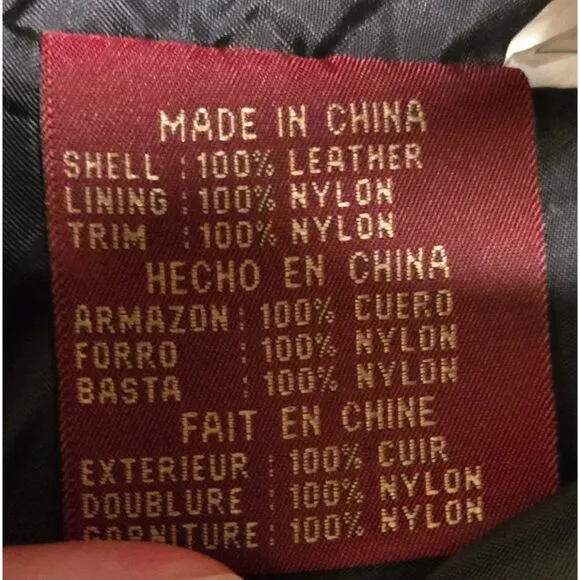 MADE IN CHINA
SHELL : 100% LEATHER
LINING : 100% NYLON
TRIM : 100% NYLON
HECHO EN CHINA
ARMAZON : 100% CUERO
FORRO : 100% NYLON
BASTA : 100% NYLON
FAIT EN CHINE
EXTERIEUR : 100% CUIR
DOUBLURE : 100% NYLON
GARNITURE : 100% NYLON